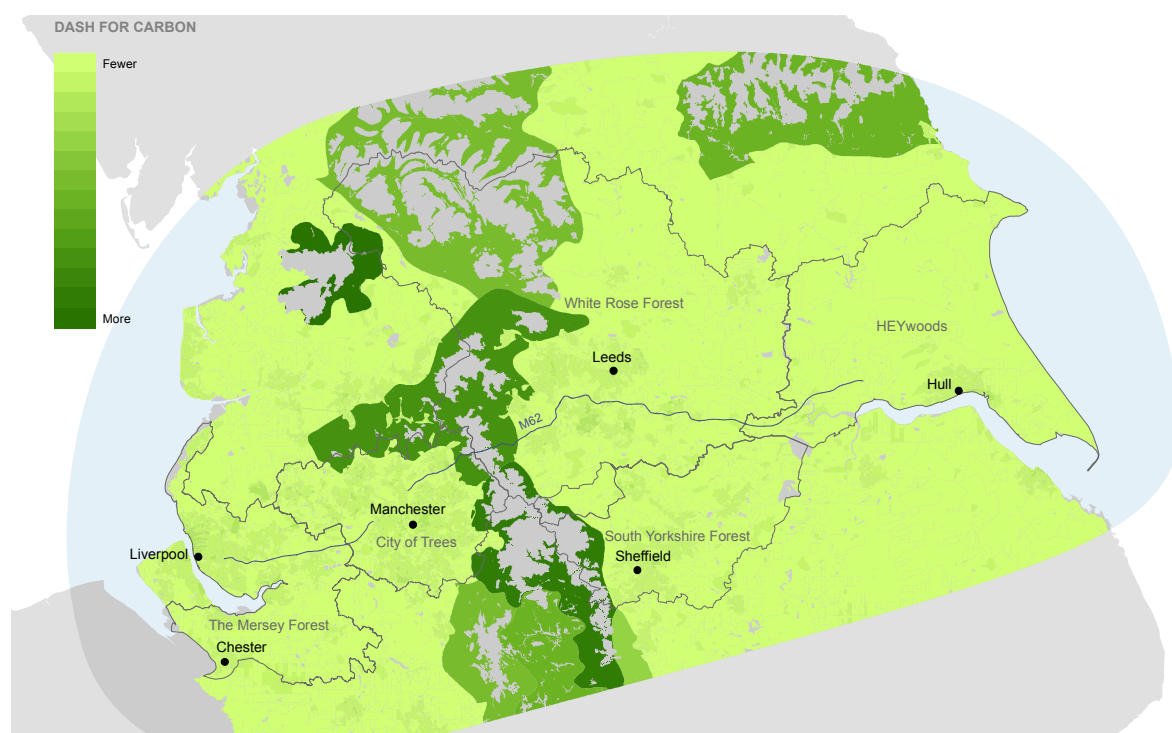 DASH FOR CARBON
Fewer
More
White Rose Forest
HEYwoods
Leeds
Hull
M62
Manchester
City of Trees
South Yorkshire Forest
Sheffield
Liverpool
The Mersey Forest
Chester